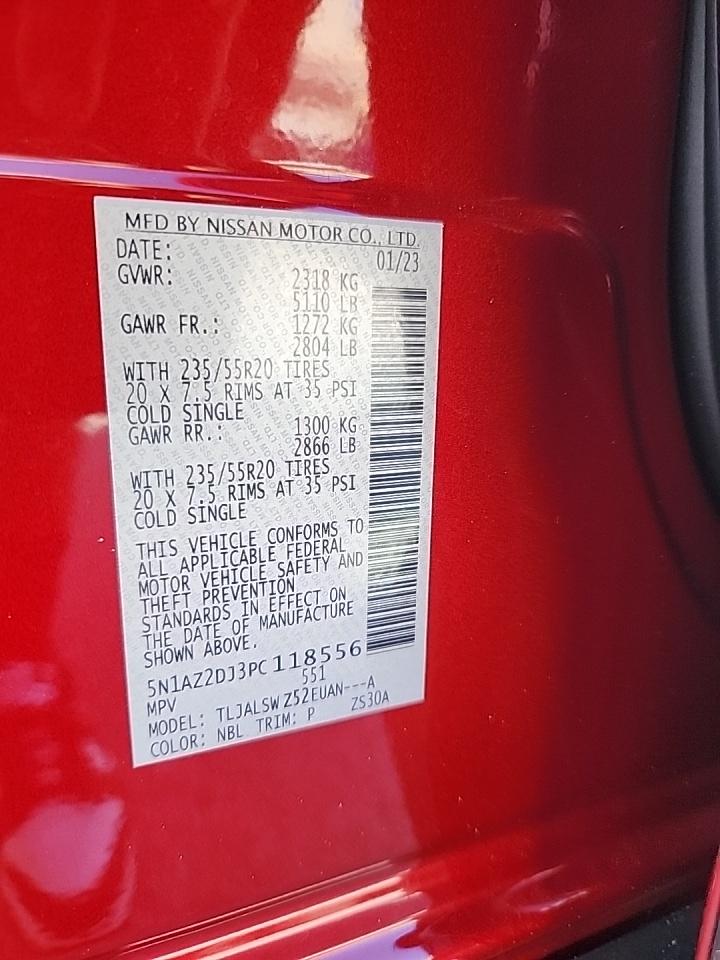 MFD BY NISSAN MOTOR CO., LTD.
DATE: 01/23
GVWR: 2318 KG
5110 LB
GAWR FR.: 1272 KG
2804 LB
WITH 235/55R20 TIRES
20 X 7.5 RIMS AT 35 PSI
COLD SINGLE
GAWR RR.: 1300 KG
2866 LB
WITH 235/55R20 TIRES
20 X 7.5 RIMS AT 35 PSI
COLD SINGLE
THIS VEHICLE CONFORMS TO
ALL APPLICABLE FEDERAL
MOTOR VEHICLE SAFETY AND
THEFT PREVENTION
STANDARDS IN EFFECT ON
THE DATE OF MANUFACTURE
SHOWN ABOVE.
5N1AZ2DJ3PC118556
MPV 551
MODEL: TLJALSWZ52EUAN---A
COLOR: NBL TRIM: P ZS30A